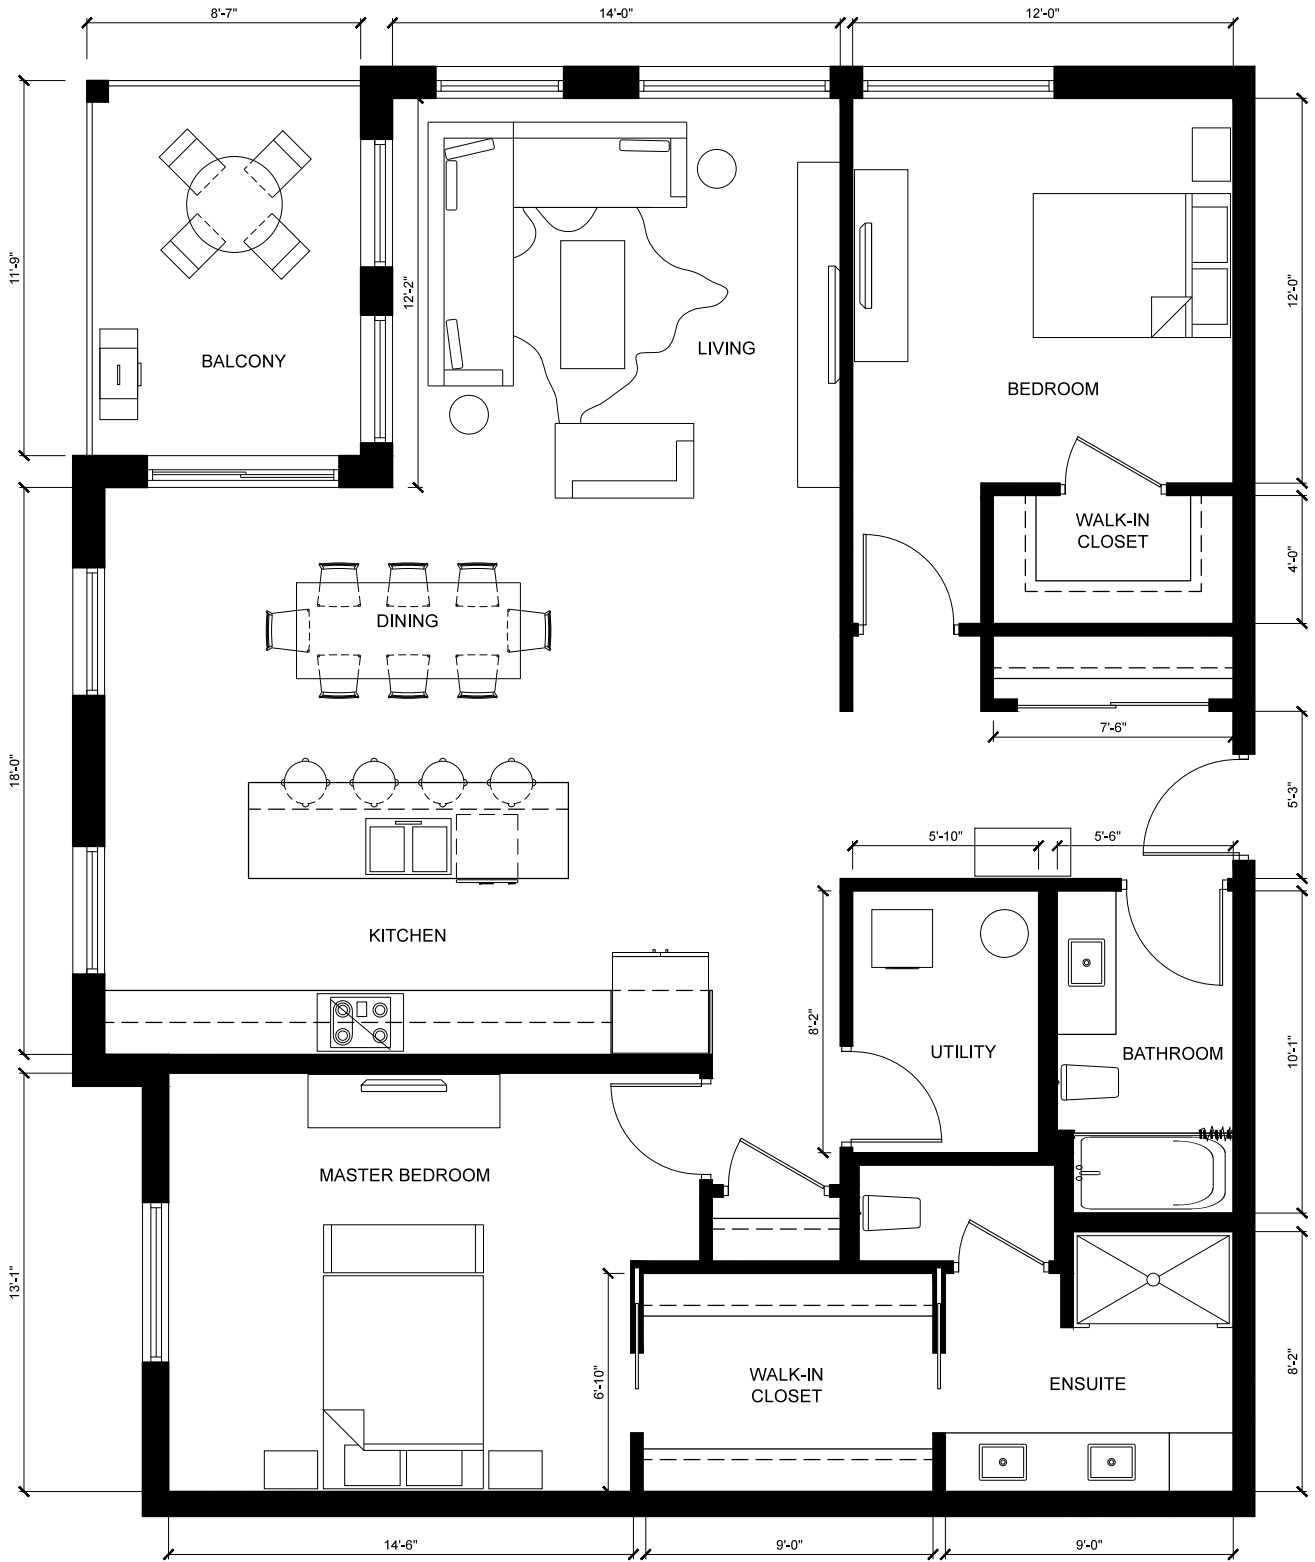 8'-7"
14'-0"
12'-0"
11'-9"
12'-2"
12'-0"
BALCONY
LIVING
BEDROOM
WALK-IN
CLOSET
4'-0"
DINING
7'-6"
18'-0"
5'-3"
5'-10"
5'-6"
KITCHEN
8'-2"
UTILITY
BATHROOM
10'-1"
MASTER BEDROOM
13'-1"
6'-10"
WALK-IN
CLOSET
ENSUITE
8'-2"
14'-6"
9'-0"
9'-0"